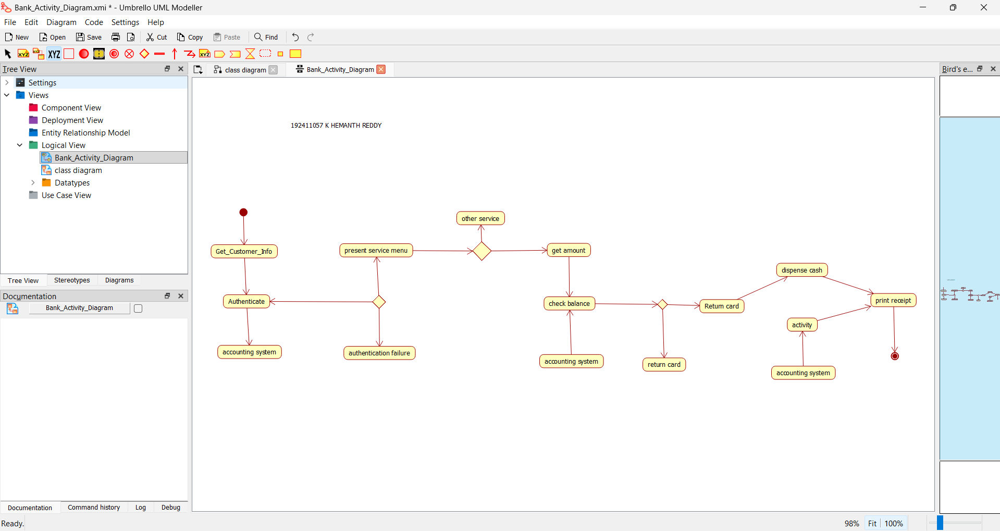 Bank_Activity_Diagram.xmi * - Umbrello UML Modeller
File Edit Diagram Code Settings Help
New Open Save Cut Copy Paste Find
XYZ XYZ XYZ XYZ
Tree View
Settings
Views
Component View
Deployment View
Entity Relationship Model
Logical View
Bank_Activity_Diagram
class diagram
Datatypes
Use Case View
Tree View Stereotypes Diagrams
Documentation
Bank_Activity_Diagram
Documentation Command history Log Debug
class diagram Bank_Activity_Diagram
Bird's e...
192411057 K HEMANTH REDDY
other service
Get_Customer_Info present service menu get amount
dispense cash
Authenticate check balance Return card print receipt
activity
accounting system authentication failure accounting system return card accounting system
Ready. 98% Fit 100%